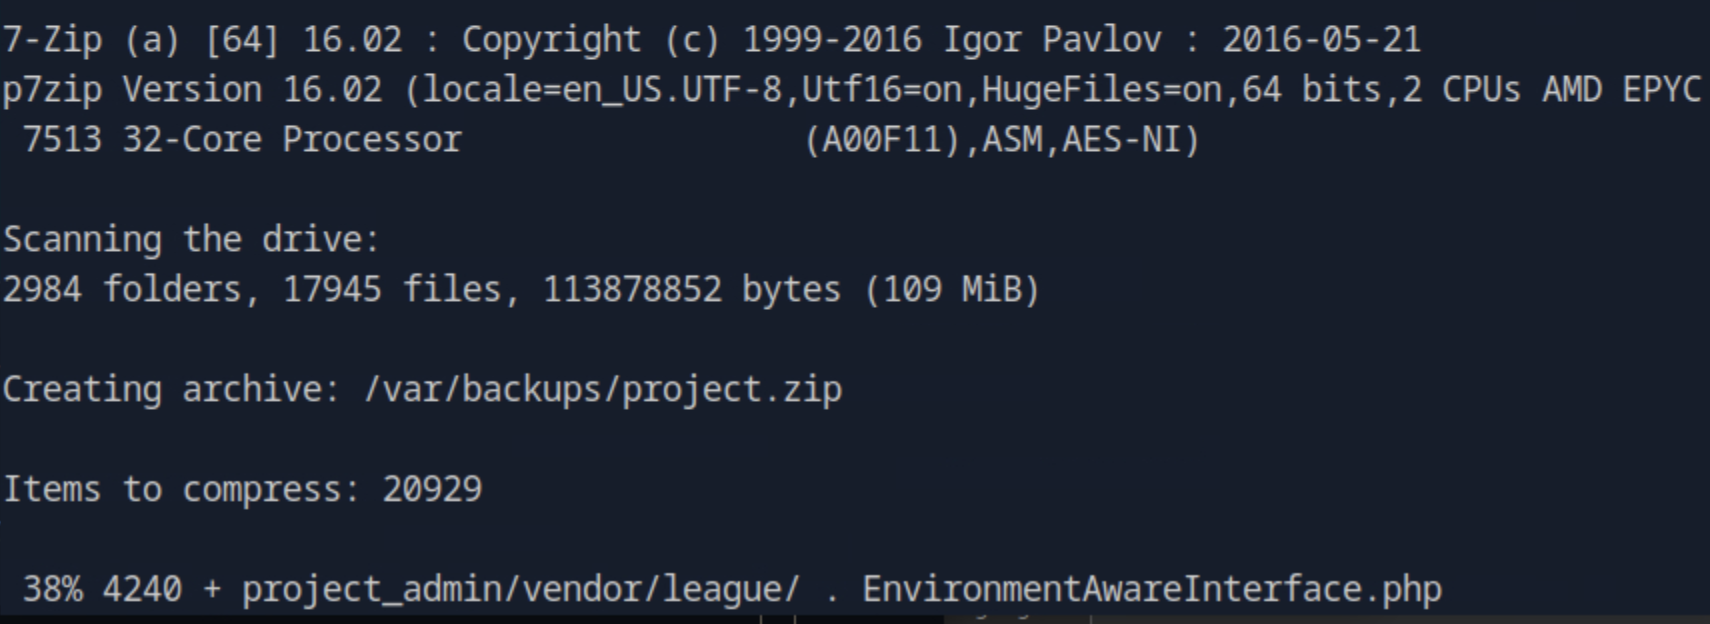 7-Zip (a) [64] 16.02 : Copyright (c) 1999-2016 Igor Pavlov : 2016-05-21
p7zip Version 16.02 (locale=en_US.UTF-8,Utf16=on,HugeFiles=on,64 bits,2 CPUs AMD EPYC
 7513 32-Core Processor                 (A00F11),ASM,AES-NI)
Scanning the drive:
2984 folders, 17945 files, 113878852 bytes (109 MiB)
Creating archive: /var/backups/project.zip
Items to compress: 20929
 38% 4240 + project_admin/vendor/league/ . EnvironmentAwareInterface.php